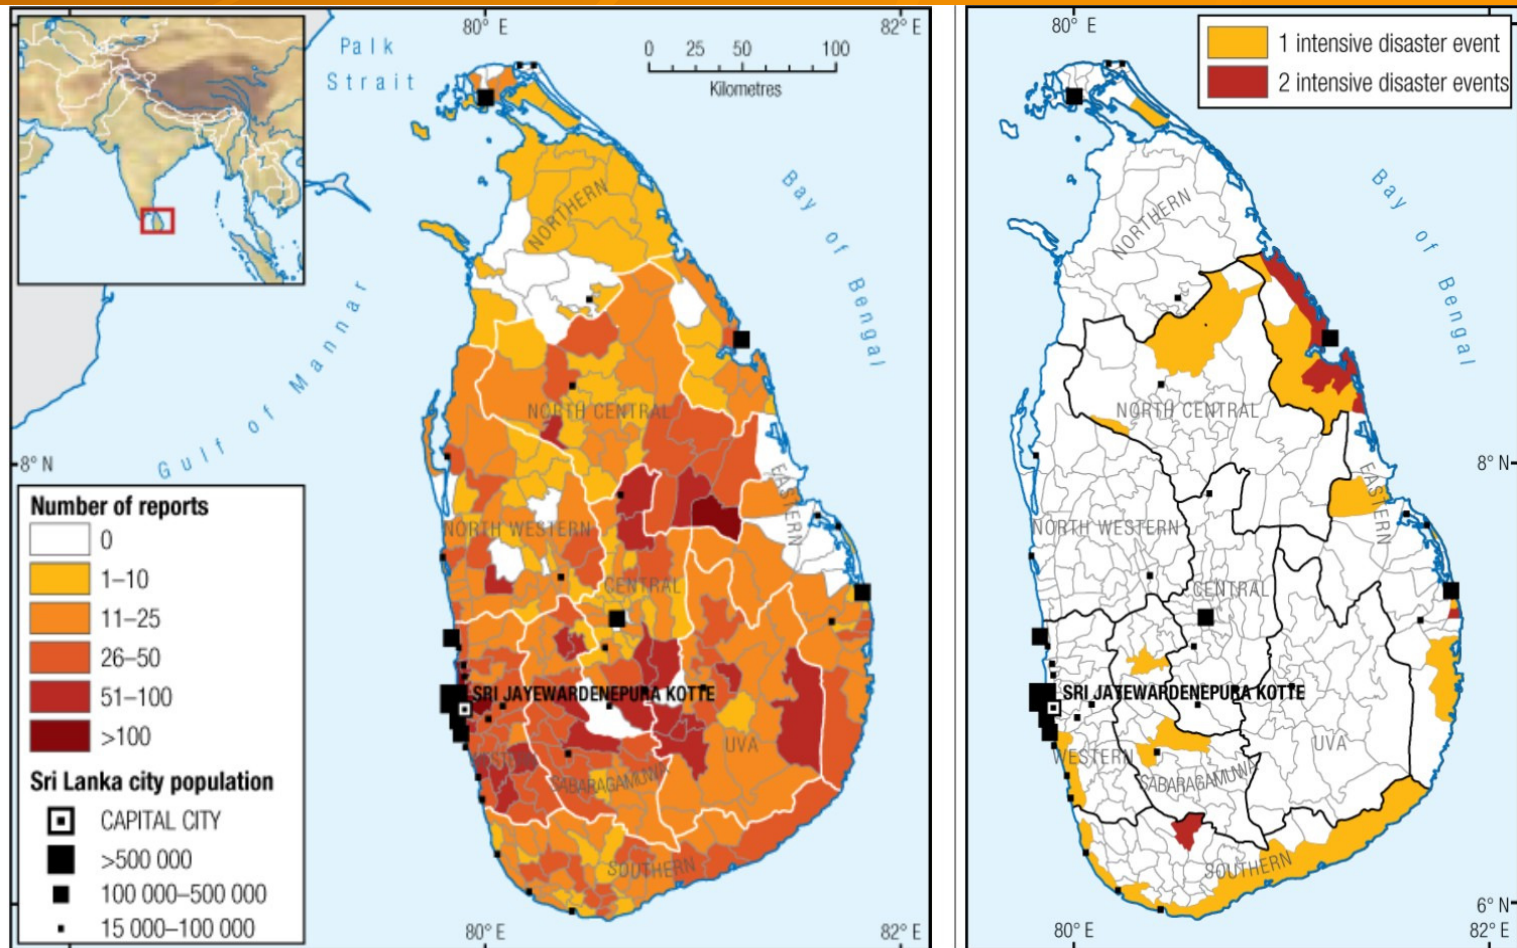 80° E
82° E
Palk
Strait
0 25 50 100
Kilometres
Bay of Bengal
Gulf of Mannar
8° N
NORTHERN
NORTH CENTRAL
EASTERN
NORTH WESTERN
CENTRAL
SRI JAYEWARDENEPURA KOTTE
WESTERN
UVA
SABARAGAMUWA
SOUTHERN
Number of reports
0
1–10
11–25
26–50
51–100
>100
Sri Lanka city population
CAPITAL CITY
>500 000
100 000–500 000
15 000–100 000
80° E
82° E
80° E
1 intensive disaster event
2 intensive disaster events
Bay of Bengal
NORTHERN
NORTH CENTRAL
8° N
EASTERN
NORTH WESTERN
CENTRAL
SRI JAYEWARDENEPURA KOTTE
WESTERN
UVA
SABARAGAMUWA
SOUTHERN
6° N
80° E
82° E